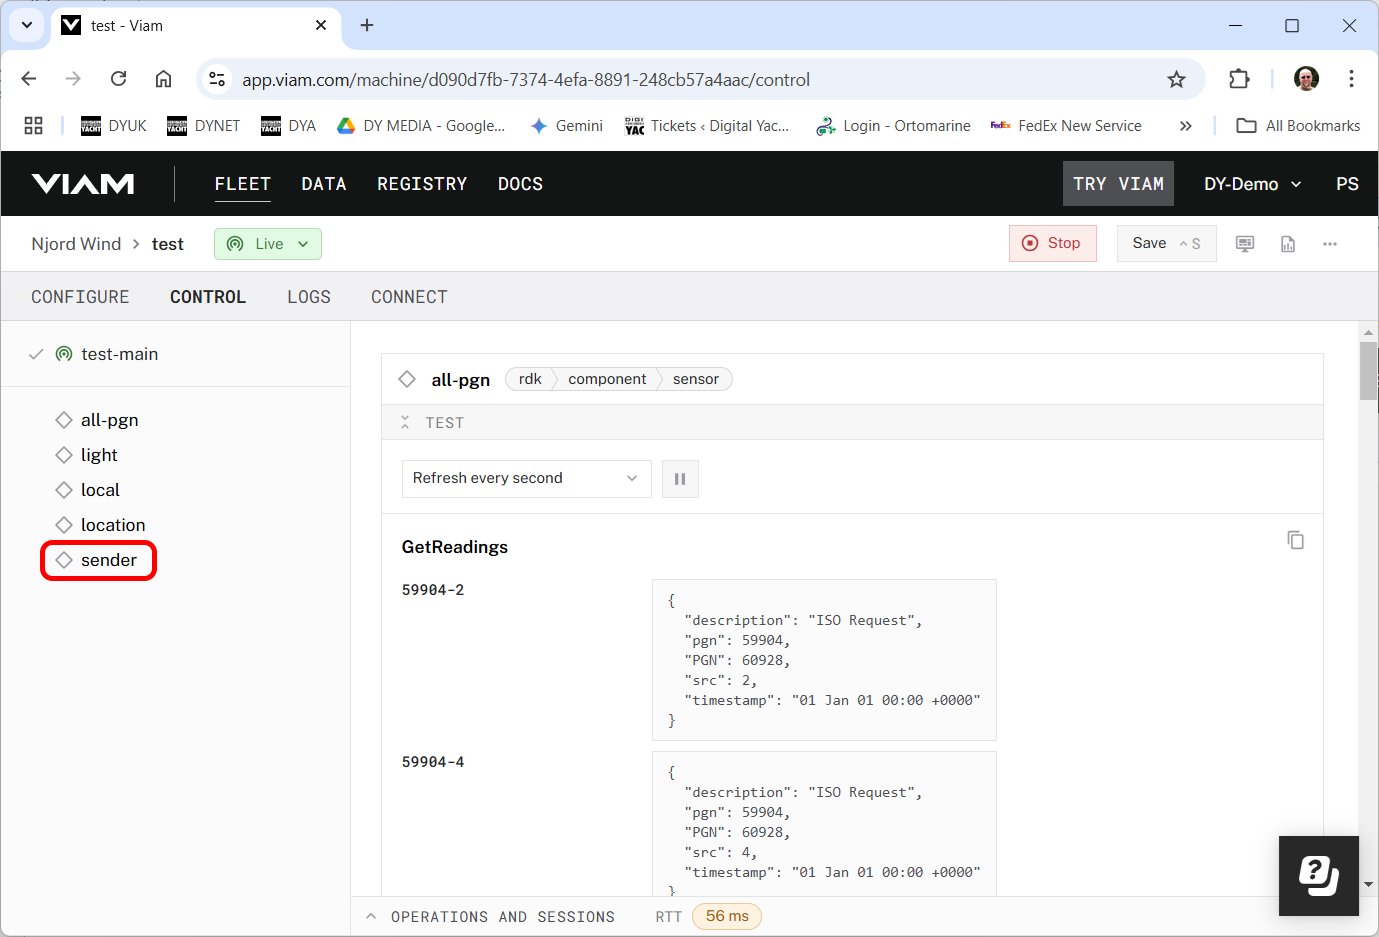 test - Viam
app.viam.com/machine/d090d7fb-7374-4efa-8891-248cb57a4aac/control
DYUK DYNET DYA DY MEDIA - Google... Gemini Tickets ‹ Digital Yac... Login - Ortomarine FedEx New Service » All Bookmarks
VIAM FLEET DATA REGISTRY DOCS TRY VIAM DY-Demo PS
Njord Wind > test Live Stop Save ^ S ...
CONFIGURE CONTROL LOGS CONNECT
test-main
all-pgn
light
local
location
sender
all-pgn rdk component sensor
TEST
Refresh every second
GetReadings
59904-2
{
"description": "ISO Request",
"pgn": 59904,
"PGN": 60928,
"src": 2,
"timestamp": "01 Jan 01 00:00 +0000"
}
59904-4
{
"description": "ISO Request",
"pgn": 59904,
"PGN": 60928,
"src": 4,
"timestamp": "01 Jan 01 00:00 +0000"
}
OPERATIONS AND SESSIONS RTT 56 ms